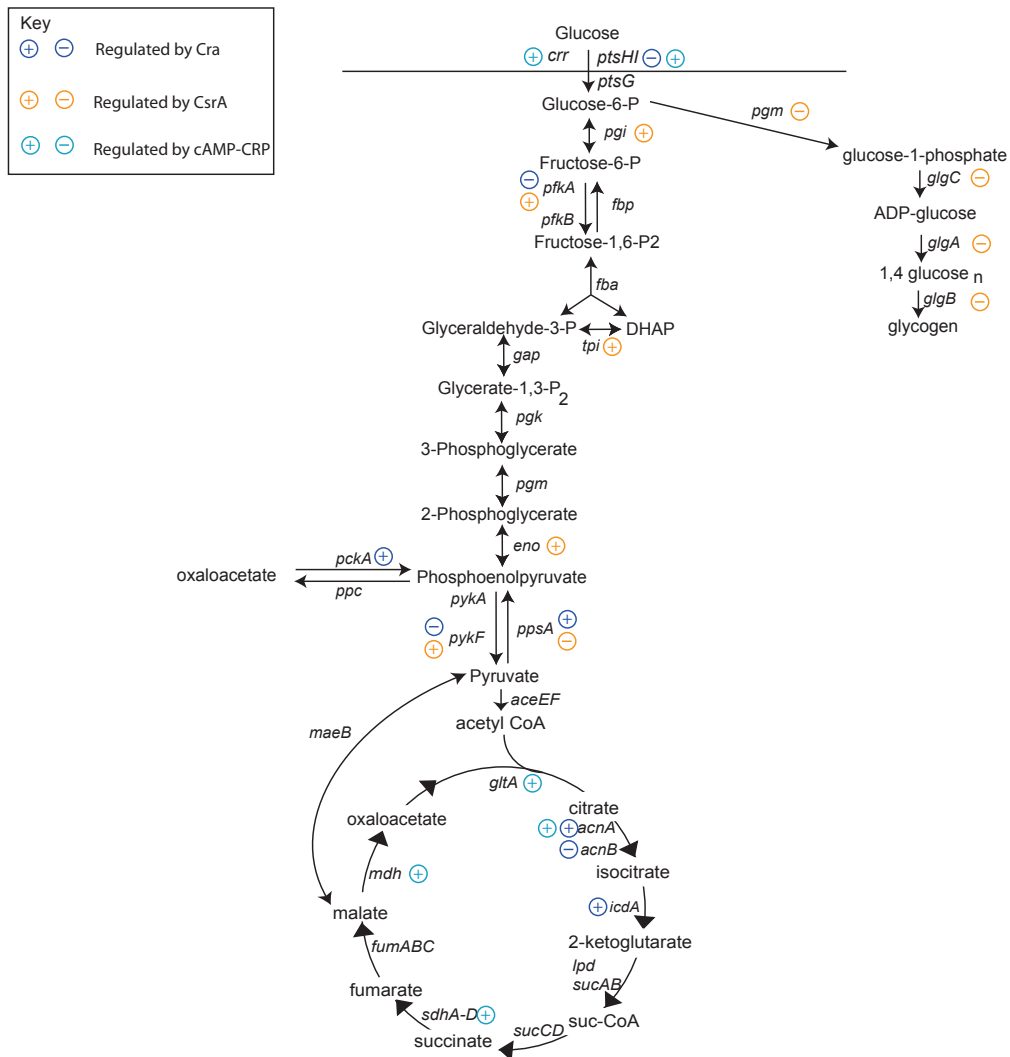 Key
Regulated by Cra
Regulated by CsrA
Regulated by cAMP-CRP
Glucose
crr
ptsHI
ptsG
Glucose-6-P
pgm
pgi
glucose-1-phosphate
Fructose-6-P
glgC
pfkA
fbp
pfkB
ADP-glucose
Fructose-1,6-P2
glgA
1,4 glucose n
fba
glgB
glycogen
Glyceraldehyde-3-P
DHAP
tpi
gap
Glycerate-1,3-P2
pgk
3-Phosphoglycerate
pgm
2-Phosphoglycerate
eno
pckA
oxaloacetate
Phosphoenolpyruvate
ppc
pykA
ppsA
pykF
Pyruvate
aceEF
acetyl CoA
maeB
gltA
citrate
oxaloacetate
acnA
acnB
isocitrate
mdh
icdA
malate
2-ketoglutarate
fumABC
lpd
sucAB
fumarate
sdhA-D
suc-CoA
sucCD
succinate